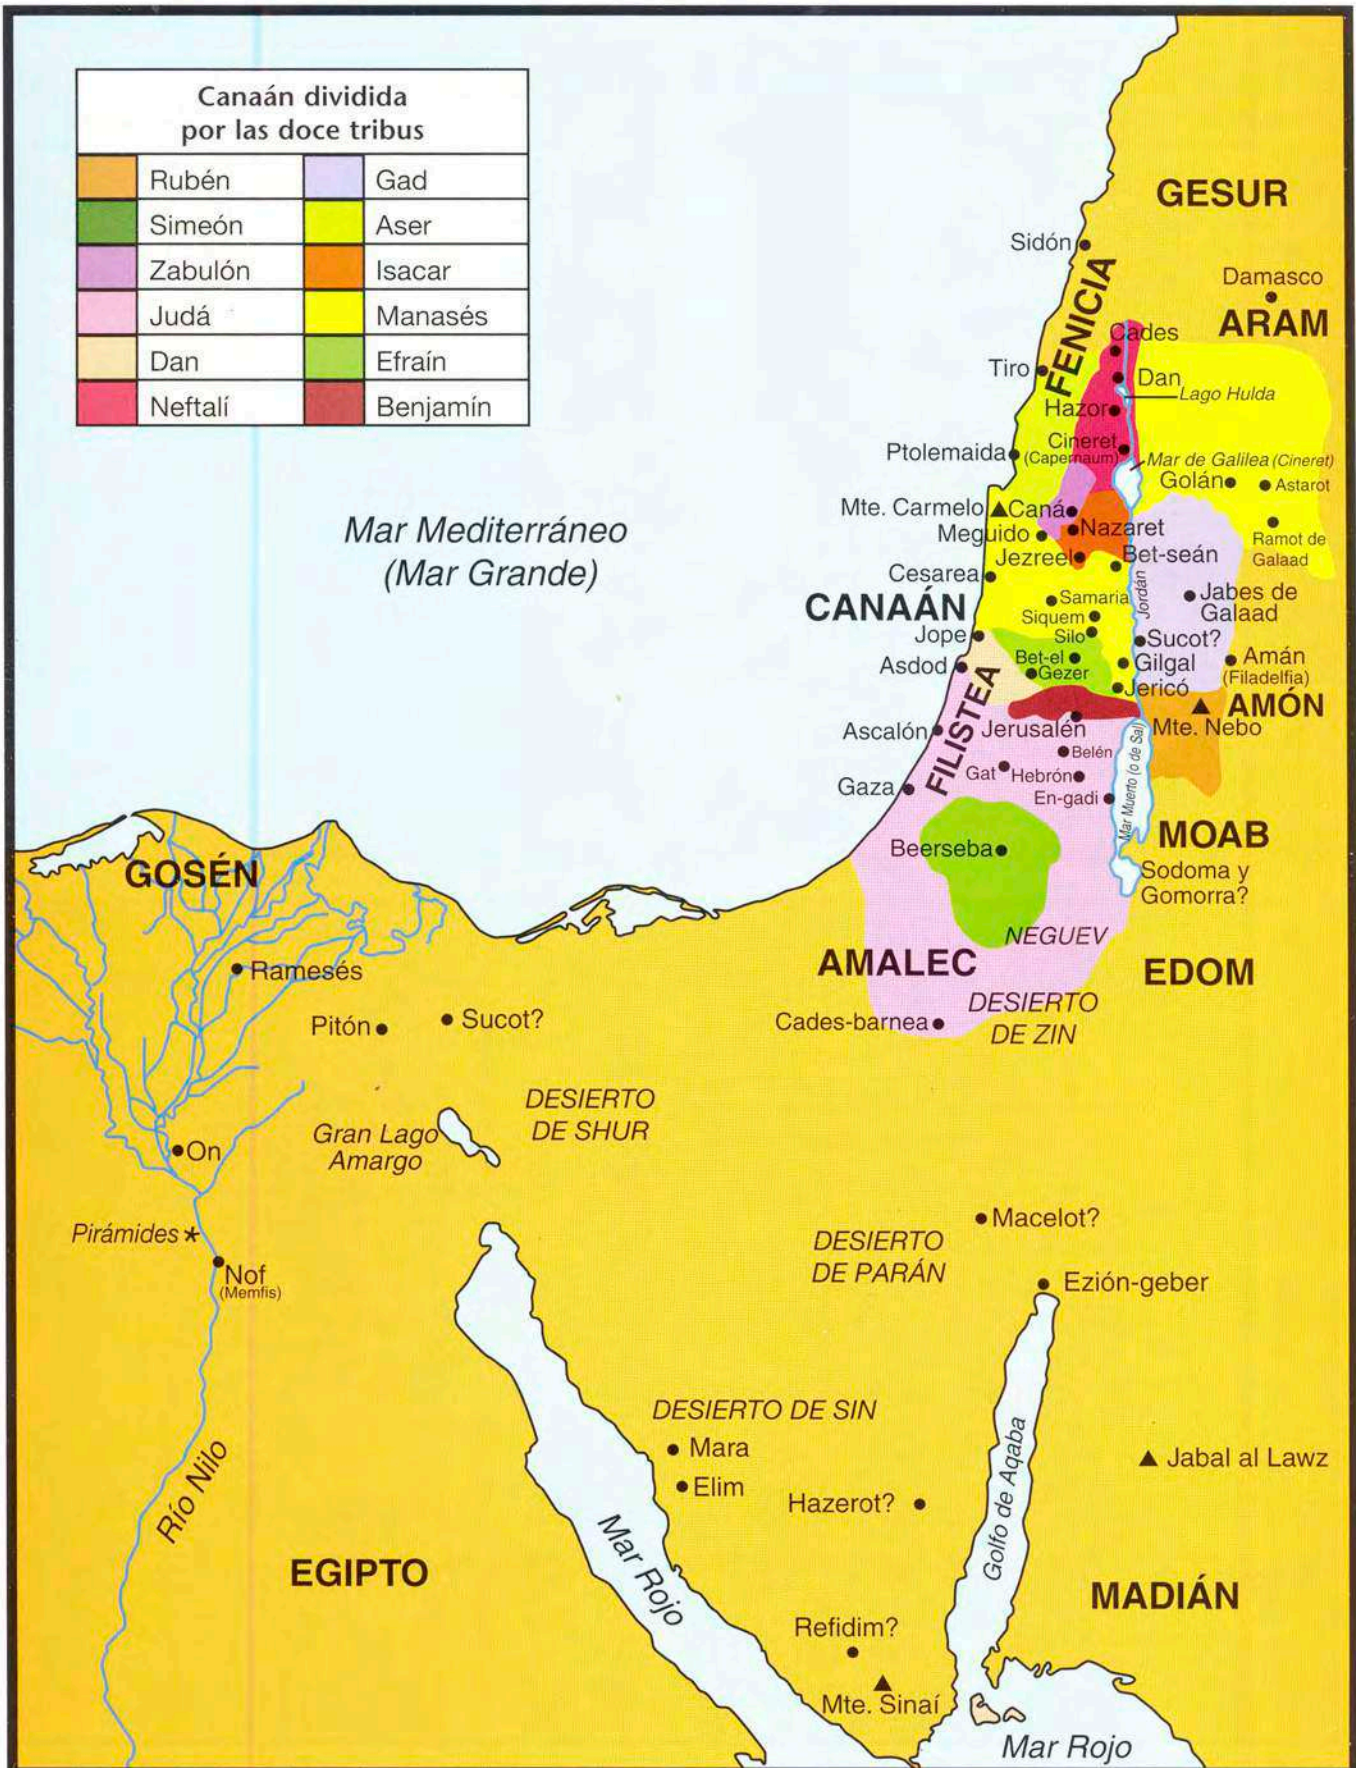 Canaán dividida
por las doce tribus
Rubén
Gad
Simeón
Aser
Zabulón
Isacar
Judá
Manasés
Dan
Efraín
Neftalí
Benjamín
GESUR
Sidón
FENICIA
Damasco
ARAM
Cades
Tiro
Dan
Lago Hulda
Hazor
Ptolemaida
Cineret
(Capernaum)
Mar de Galilea (Cineret)
Golán
Astarot
Mte. Carmelo
Caná
Nazaret
Meguido
Ramot de
Galaad
Jezreel
Bet-seán
Mar Mediterráneo
(Mar Grande)
Cesarea
Jordán
CANAÁN
Samaria
Jabes de
Galaad
Siquem
Jope
Silo
Sucot?
Asdod
Bet-el
Gezer
Gilgal
Amán
(Filadelfia)
Jericó
FILISTEA
AMÓN
Ascalón
Jerusalén
Mte. Nebo
Belén
Gat
Hebrón
Gaza
En-gadi
Mar Muerto (o de Sal)
MOAB
Beerseba
Sodoma y
Gomorra?
GOSÉN
NEGUEV
AMALEC
EDOM
Ramesés
DESIERTO
DE ZIN
Pitón
Sucot?
Cades-barnea
DESIERTO
DE SHUR
Gran Lago
Amargo
On
Pirámides
Macelot?
DESIERTO
DE PARÁN
Nof
(Memfis)
Ezión-geber
DESIERTO DE SIN
Mara
Elim
Jabal al Lawz
Hazerot?
Golfo de Aqaba
Río Nilo
Mar Rojo
EGIPTO
MADIÁN
Refidim?
Mte. Sinaí
Mar Rojo